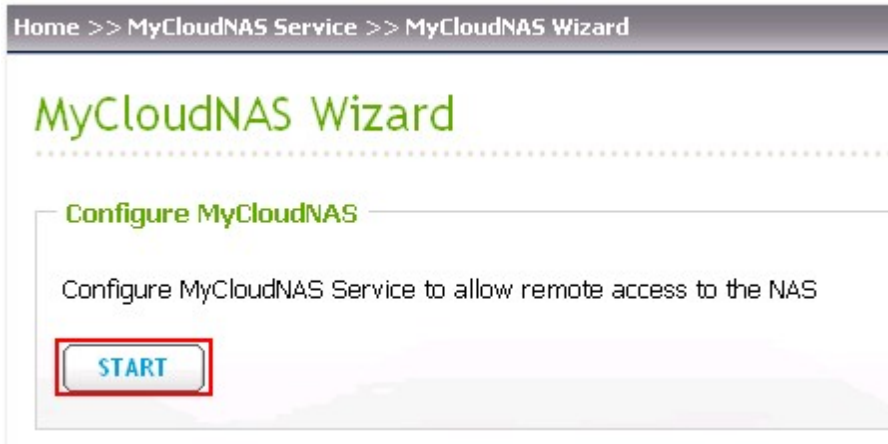 Home >> MyCloudNAS Service >> MyCloudNAS Wizard
MyCloudNAS Wizard
Configure MyCloudNAS
Configure MyCloudNAS Service to allow remote access to the NAS
START